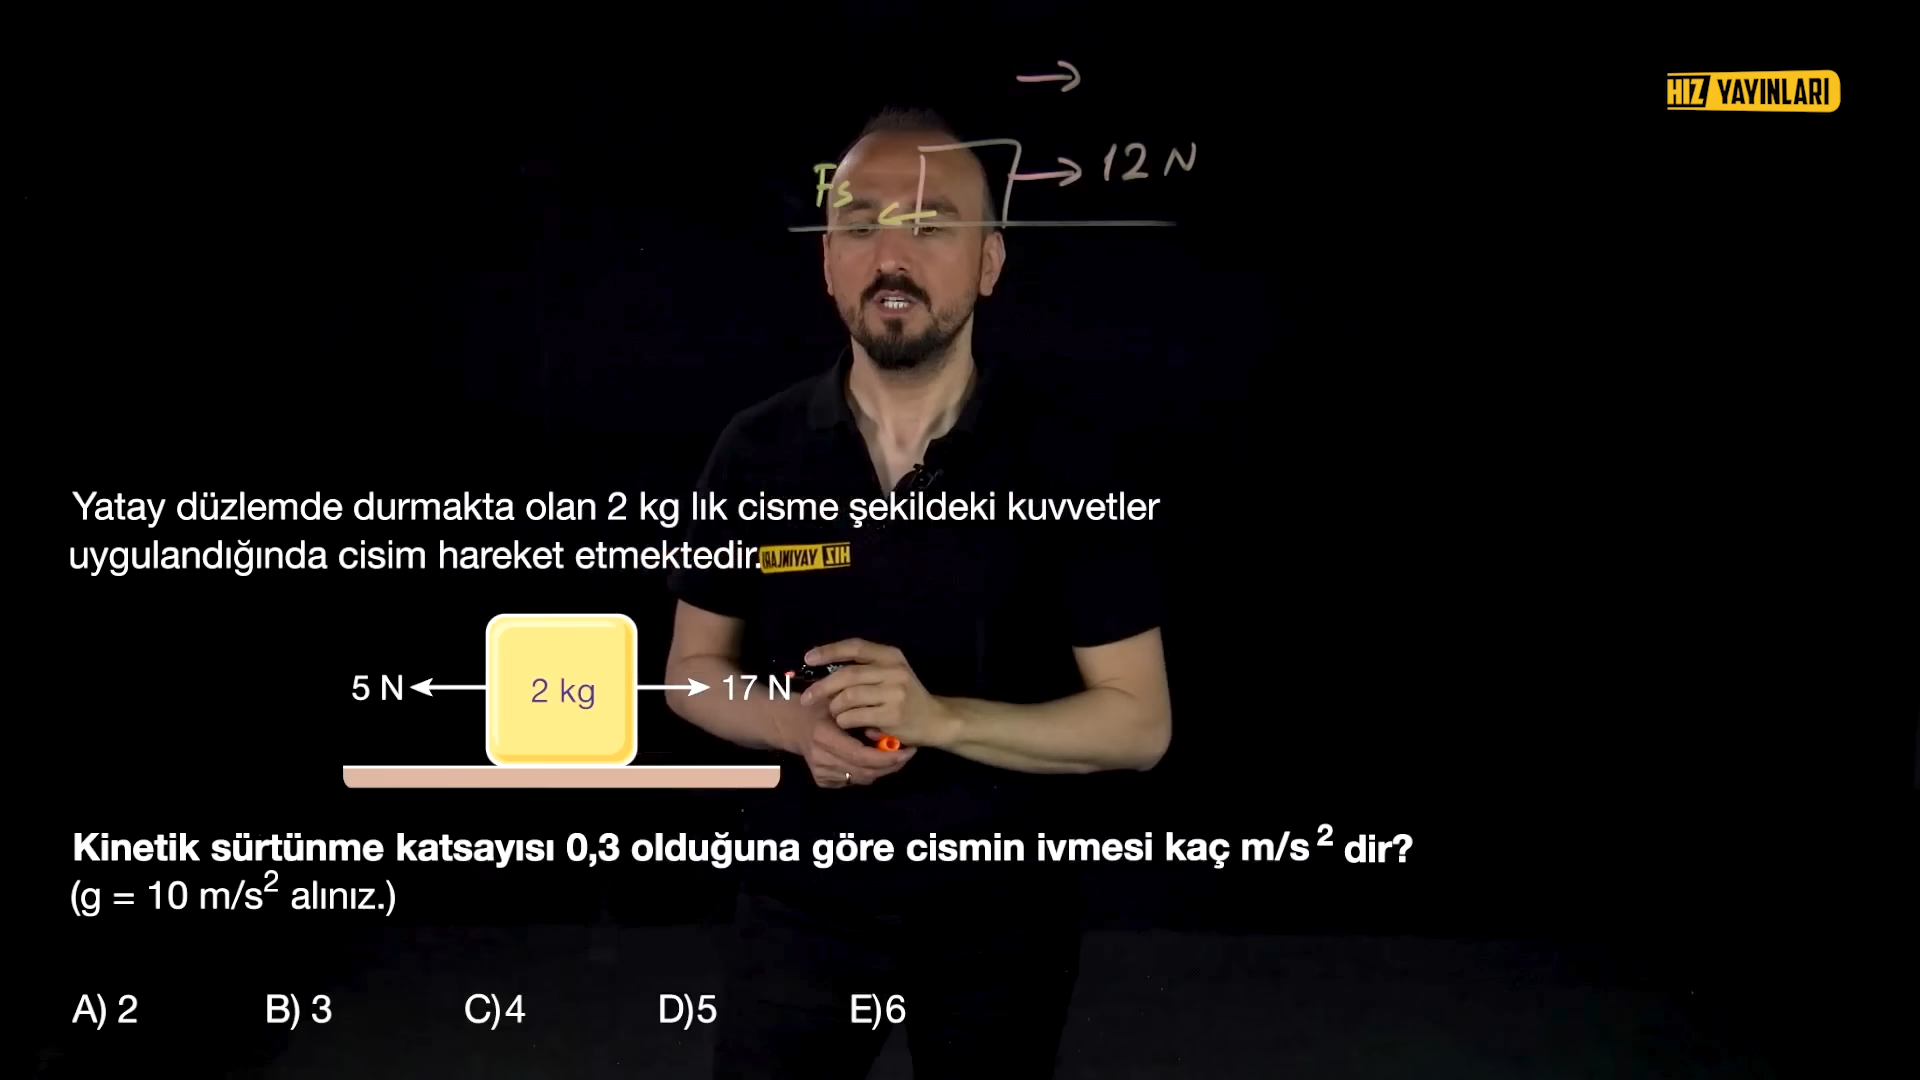 HIZ YAYINLARI
12 N
Fs
Yatay düzlemde durmakta olan 2 kg lık cisme şekildeki kuvvetler
uygulandığında cisim hareket etmektedir.
HIZ YAYINLARI
5 N
2 kg
17 N
Kinetik sürtünme katsayısı 0,3 olduğuna göre cismin ivmesi kaç m/s² dir?
(g = 10 m/s² alınız.)
A) 2 B) 3 C)4 D)5 E)6